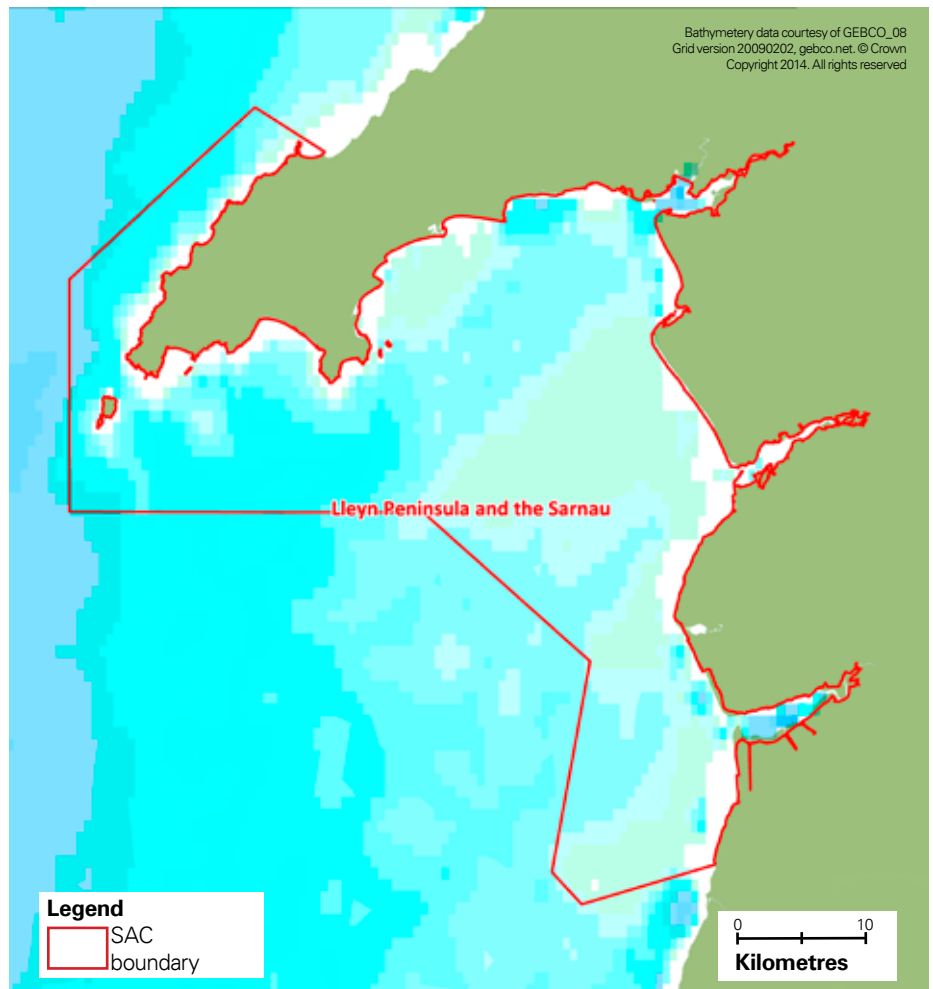 Bathymetery data courtesy of GEBCO_08
Grid version 20090202, gebco.net. © Crown
Copyright 2014. All rights reserved
Lleyn Peninsula and the Sarnau
Legend
SAC
boundary
0 10
Kilometres